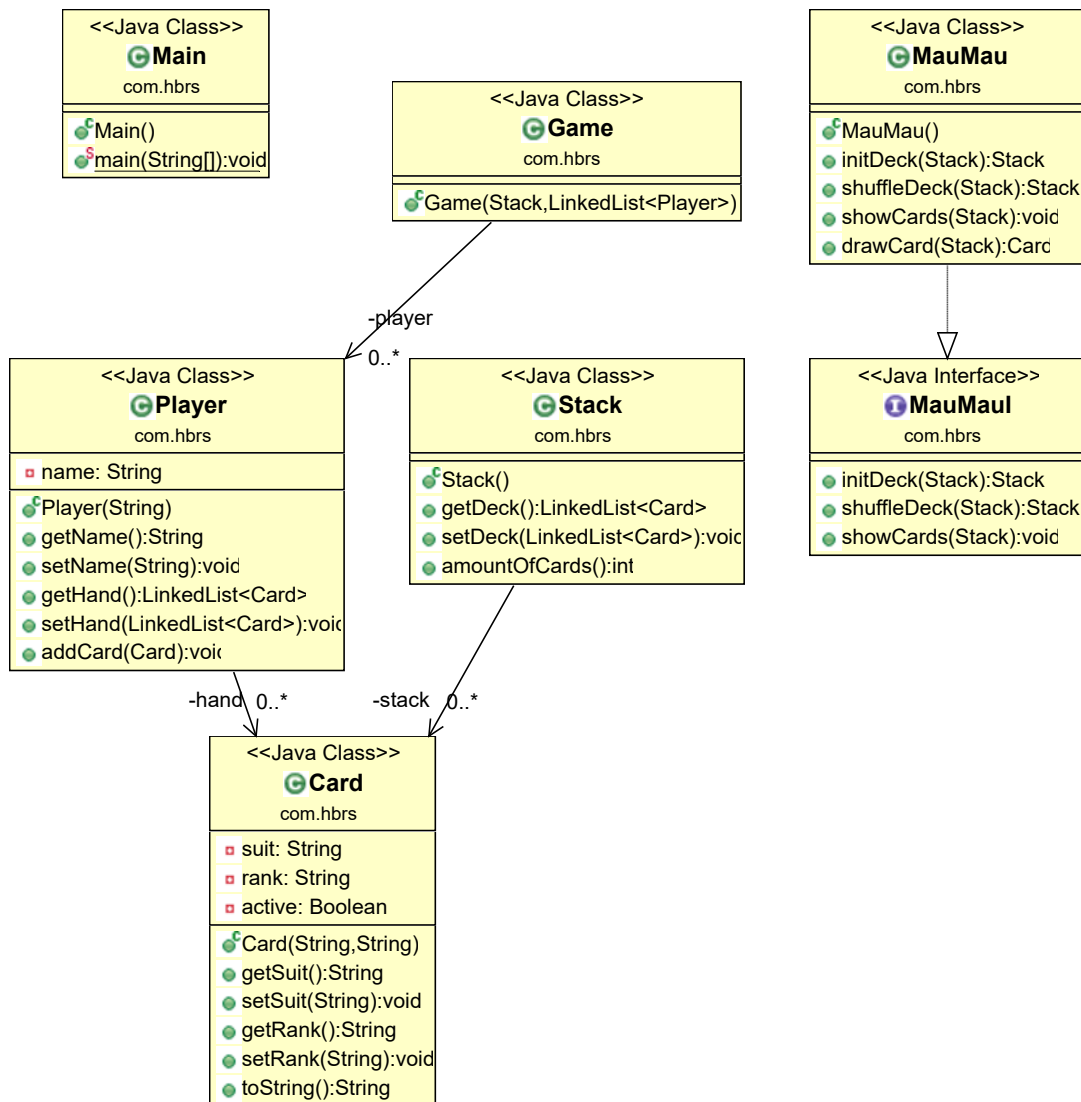 <<Java Class>>
Main
com.hbrs
Main()
main(String[]):void
<<Java Class>>
Game
com.hbrs
Game(Stack,LinkedList<Player>)
<<Java Class>>
MauMau
com.hbrs
MauMau()
initDeck(Stack):Stack
shuffleDeck(Stack):Stack
showCards(Stack):void
drawCard(Stack):Card
-player
0..*
<<Java Class>>
Player
com.hbrs
name: String
Player(String)
getName():String
setName(String):void
getHand():LinkedList<Card>
setHand(LinkedList<Card>):void
addCard(Card):void
<<Java Class>>
Stack
com.hbrs
Stack()
getDeck():LinkedList<Card>
setDeck(LinkedList<Card>):void
amountOfCards():int
<<Java Interface>>
MauMauI
com.hbrs
initDeck(Stack):Stack
shuffleDeck(Stack):Stack
showCards(Stack):void
-hand 0..*
-stack 0..*
<<Java Class>>
Card
com.hbrs
suit: String
rank: String
active: Boolean
Card(String,String)
getSuit():String
setSuit(String):void
getRank():String
setRank(String):void
toString():String